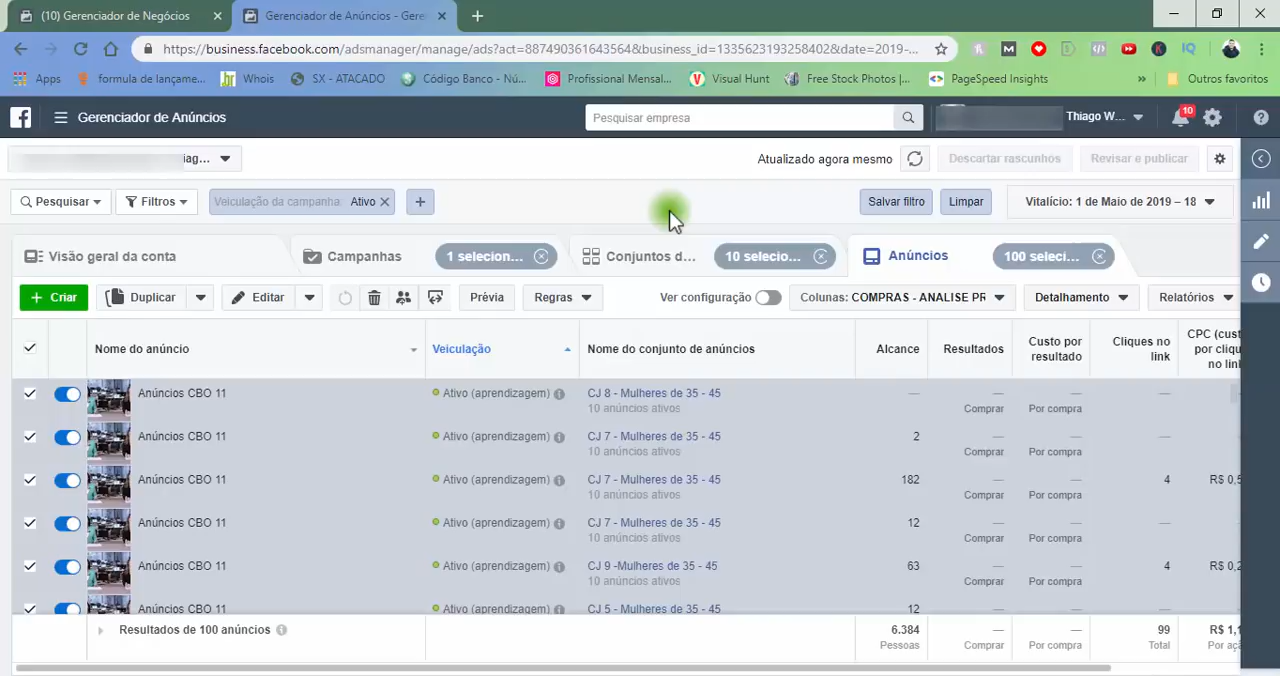 (10) Gerenciador de Negócios
Gerenciador de Anúncios - Gere
https://business.facebook.com/adsmanager/manage/ads?act=887490361643564&business_id=133562319325840 2&date=2019-...
Apps
formula de lançame...
Whois
SX - ATACADO
Código Banco - Nú...
Profissional Mensal...
Visual Hunt
Free Stock Photos |...
PageSpeed Insights
»
Outros favoritos
Gerenciador de Anúncios
Pesquisar empresa
Thiago W...
10
iag...
Atualizado agora mesmo
Descartar rascunhos
Revisar e publicar
Pesquisar
Filtros
Veiculação da campanha: Ativo
Salvar filtro
Limpar
Vitalício: 1 de Maio de 2019 – 18
Visão geral da conta
Campanhas
1 selecion...
Conjuntos d...
10 selecio...
Anúncios
100 seleci...
+ Criar
Duplicar
Editar
Prévia
Regras
Ver configuração
Colunas: COMPRAS - ANALISE PR
Detalhamento
Relatórios
Nome do anúncio
Veiculação
Nome do conjunto de anúncios
Alcance
Resultados
Custo por
resultado
Cliques no
link
CPC (cust
por cliqu
no link
Anúncios CBO 11
Ativo (aprendizagem)
CJ 8 - Mulheres de 35 - 45
10 anúncios ativos
—
—
Comprar
—
Por compra
—
—
Anúncios CBO 11
Ativo (aprendizagem)
CJ 7 - Mulheres de 35 - 45
10 anúncios ativos
2
—
Comprar
—
Por compra
—
—
Anúncios CBO 11
Ativo (aprendizagem)
CJ 7 - Mulheres de 35 - 45
10 anúncios ativos
182
—
Comprar
—
Por compra
4
R$ 0,5
Anúncios CBO 11
Ativo (aprendizagem)
CJ 7 - Mulheres de 35 - 45
10 anúncios ativos
12
—
Comprar
—
Por compra
—
—
Anúncios CBO 11
Ativo (aprendizagem)
CJ 9 -Mulheres de 35 - 45
10 anúncios ativos
63
—
Comprar
—
Por compra
4
R$ 0,2
Anúncios CBO 11
Ativo (aprendizagem)
CJ 5 - Mulheres de 35 - 45
12
—
—
—
—
Resultados de 100 anúncios
6.384
Pessoas
—
Comprar
—
Por compra
99
Total
R$ 1,1
Por aç